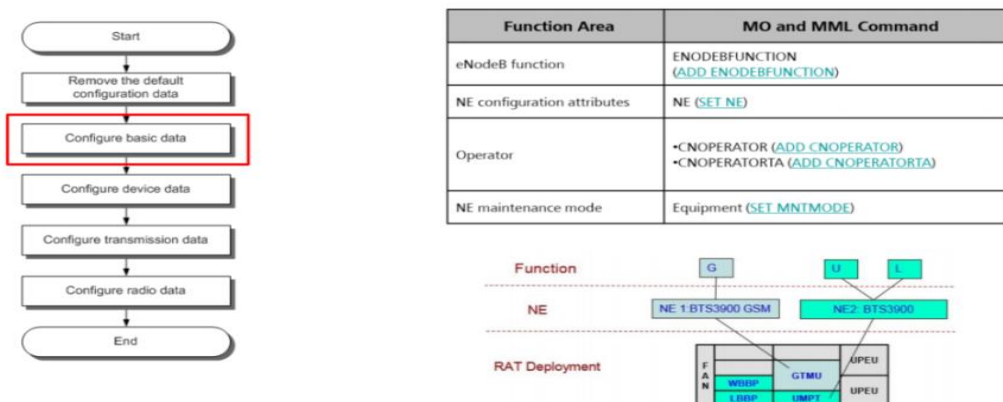 Start
Remove the default
configuration data
Configure basic data
Configure device data
Configure transmission data
Configure radio data
End
Function Area MO and MML Command
eNodeB function
ENODEBFUNCTION
(ADD ENODEBFUNCTION)
NE configuration attributes NE (SET NE)
Operator
•CNOPERATOR (ADD CNOPERATOR)
•CNOPERATORTA (ADD CNOPERATORTA)
NE maintenance mode Equipment (SET MNTMODE)
Function G U L
NE NE 1:BTS3900 GSM NE2: BTS3900
RAT Deployment
FAN
UPEU
GTMU
WBBP
UPEU
LBBP UMPT